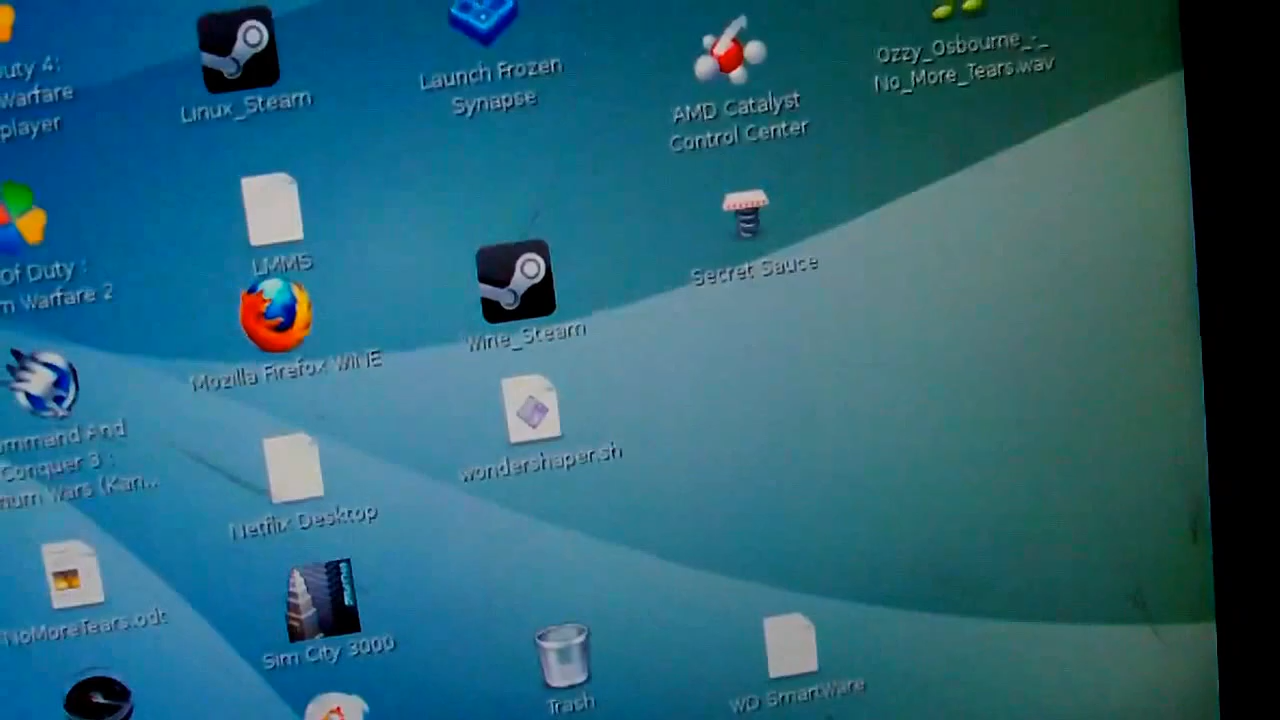 uty 4:
Warfare
player
Linux_Steam
Launch Frozen
Synapse
AMD Catalyst
Control Center
Ozzy_Osbourne_-_
No_More_Tears.wav
Of Duty :
m Warfare 2
LMMS
Mozilla Firefox WiNE
Wine_Steam
Secret Sauce
ommand And
Conquer 3 :
rium Wars (Kan...
Netflix Desktop
wondershaper.sh
NoMoreTears.odt
Sim City 3000
Trash
WD SmartWare